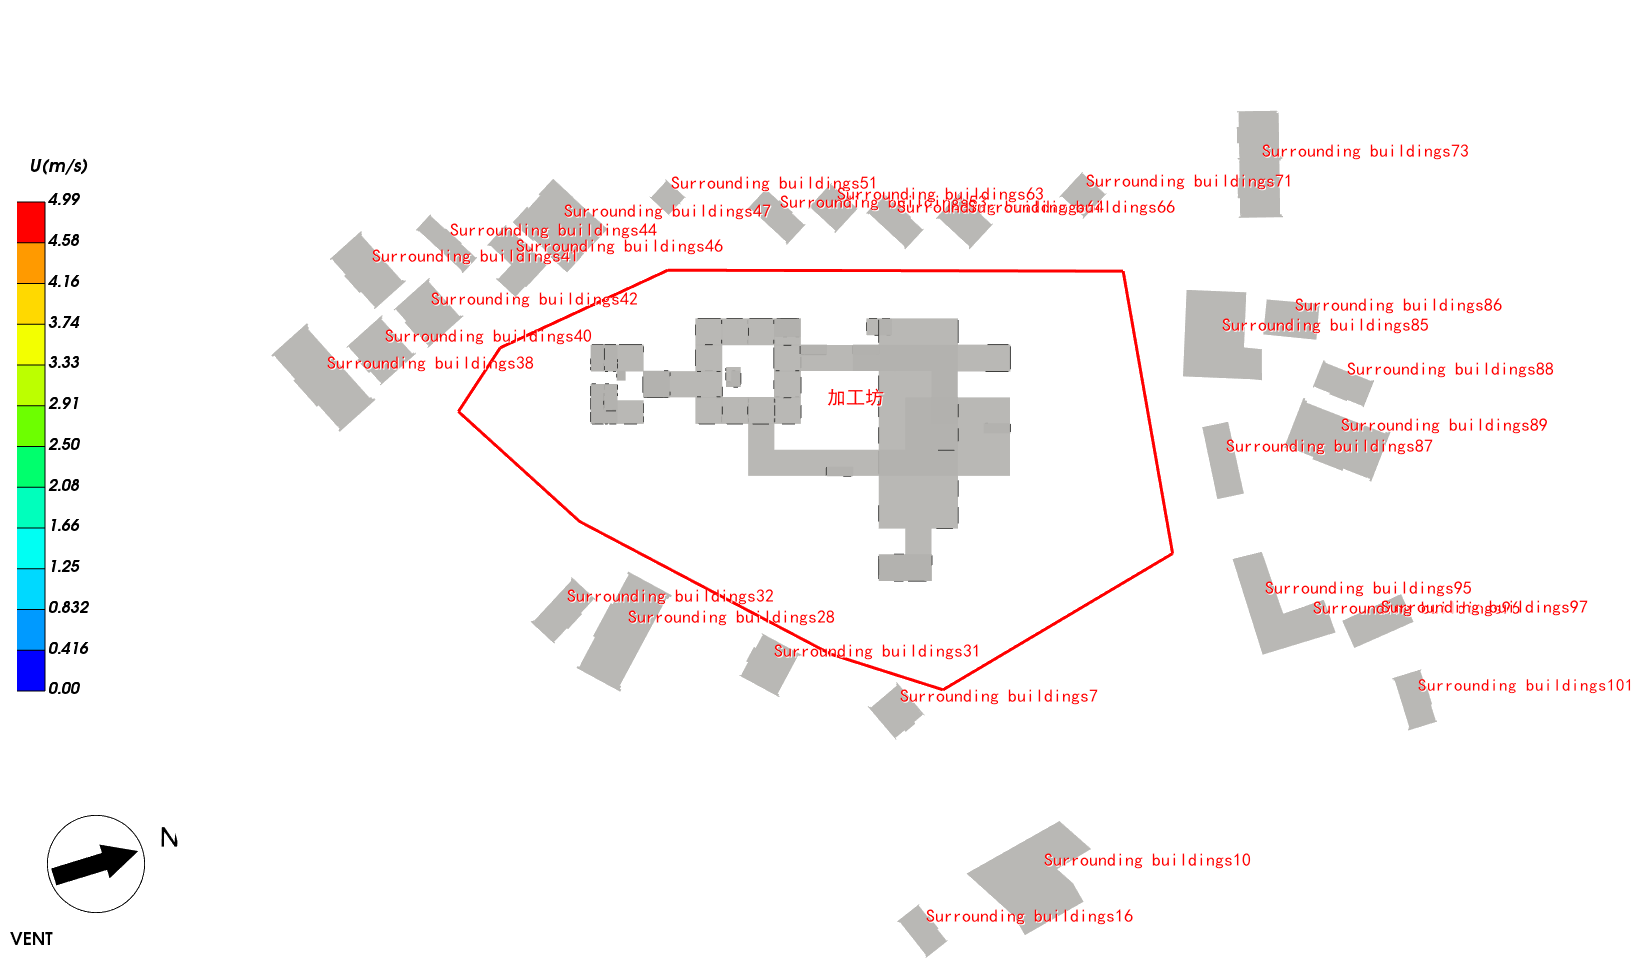 U(m/s)
4.99
4.58
4.16
3.74
3.33
2.91
2.50
2.08
1.66
1.25
0.832
0.416
0.00
Surrounding buildings73
Surrounding buildings71
Surrounding buildings51
Surrounding buildings63
Surrounding buildings66
Surrounding buildings47
Surrounding buildings44
Surrounding buildings46
Surrounding buildings41
Surrounding buildings42
Surrounding buildings86
Surrounding buildings85
Surrounding buildings40
Surrounding buildings38
Surrounding buildings88
加工坊
Surrounding buildings89
Surrounding buildings87
Surrounding buildings95
Surrounding buildings32
Surrounding buildings97
Surrounding buildings28
Surrounding buildings31
Surrounding buildings101
Surrounding buildings7
Surrounding buildings10
Surrounding buildings16
N
VENT